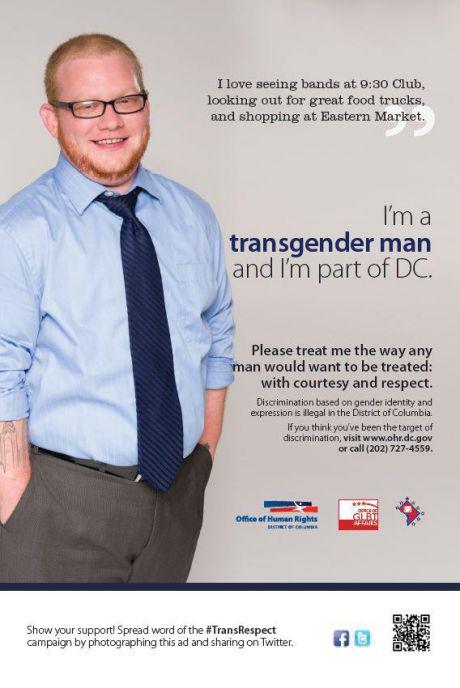 I love seeing bands at 9:30 Club,
looking out for great food trucks,
and shopping at Eastern Market.
”
I'm a
transgender man
and I'm part of DC.
Please treat me the way any
man would want to be treated:
with courtesy and respect.
Discrimination based on gender identity and
expression is illegal in the District of Columbia.
If you think you've been the target of
discrimination, visit www.ohr.dc.gov
or call (202) 727-4559.
Office of Human Rights
DISTRICT OF COLUMBIA
OFFICE OF
GLBT
AFFAIRS
Show your support! Spread word of the #TransRespect
campaign by photographing this ad and sharing on Twitter.